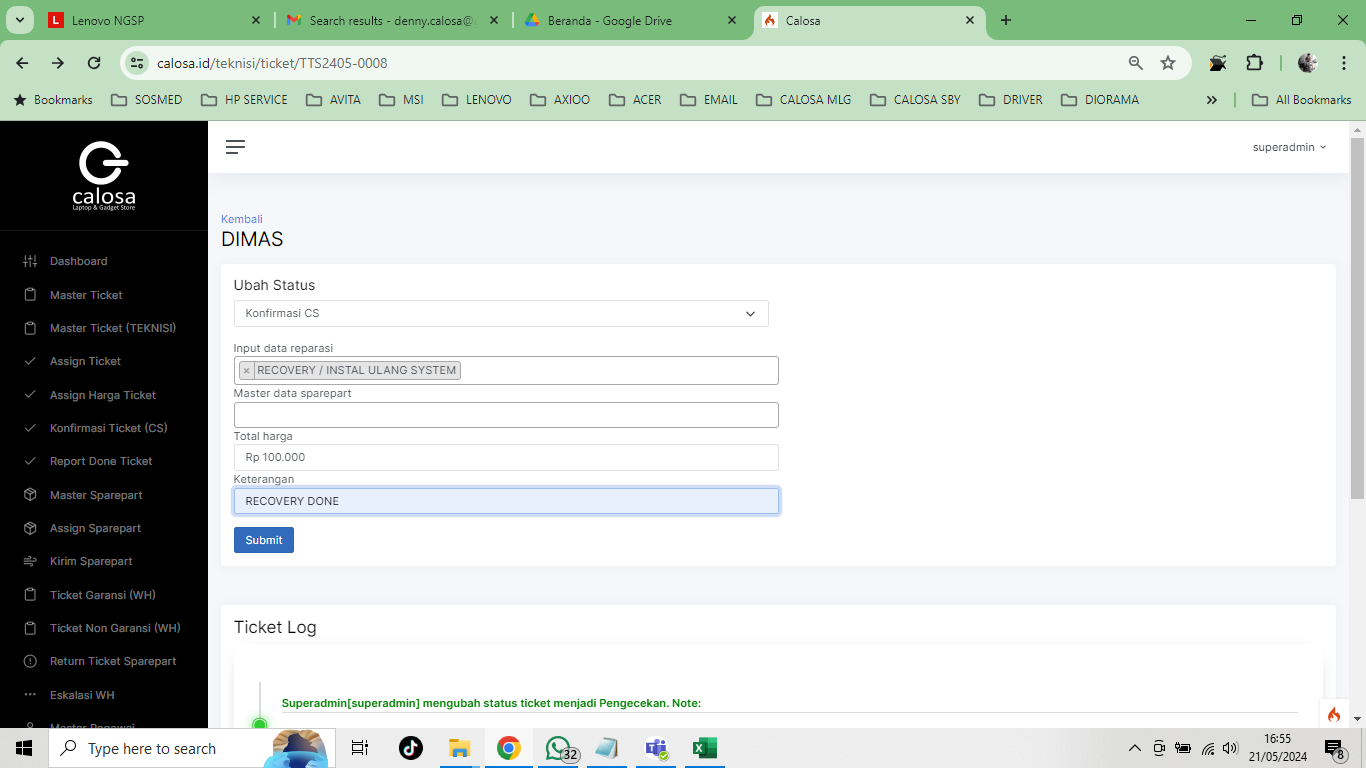 Lenovo NGSP
Search results - denny.calosa@
Beranda - Google Drive
Calosa
calosa.id/teknisi/ticket/TTS2405-0008
Bookmarks
SOSMED
HP SERVICE
AVITA
MSI
LENOVO
AXIOO
ACER
EMAIL
CALOSA MLG
CALOSA SBY
DRIVER
DIORAMA
All Bookmarks
calosa
Laptop & Gadget Store
superadmin
Dashboard
Master Ticket
Master Ticket (TEKNISI)
Assign Ticket
Assign Harga Ticket
Konfirmasi Ticket (CS)
Report Done Ticket
Master Sparepart
Assign Sparepart
Kirim Sparepart
Ticket Garansi (WH)
Ticket Non Garansi (WH)
Return Ticket Sparepart
Eskalasi WH
Master Pegawai
Kembali
DIMAS
Ubah Status
Konfirmasi CS
Input data reparasi
× RECOVERY / INSTAL ULANG SYSTEM
Master data sparepart
Total harga
Rp 100.000
Keterangan
RECOVERY DONE
Submit
Ticket Log
Superadmin[superadmin] mengubah status ticket menjadi Pengecekan. Note:
Type here to search
32
16:55
21/05/2024
8